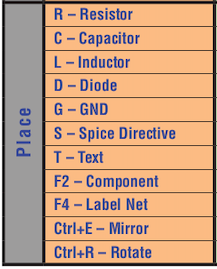 Place
R – Resistor
C – Capacitor
L – Inductor
D – Diode
G – GND
S – Spice Directive
T – Text
F2 – Component
F4 – Label Net
Ctrl+E – Mirror
Ctrl+R – Rotate